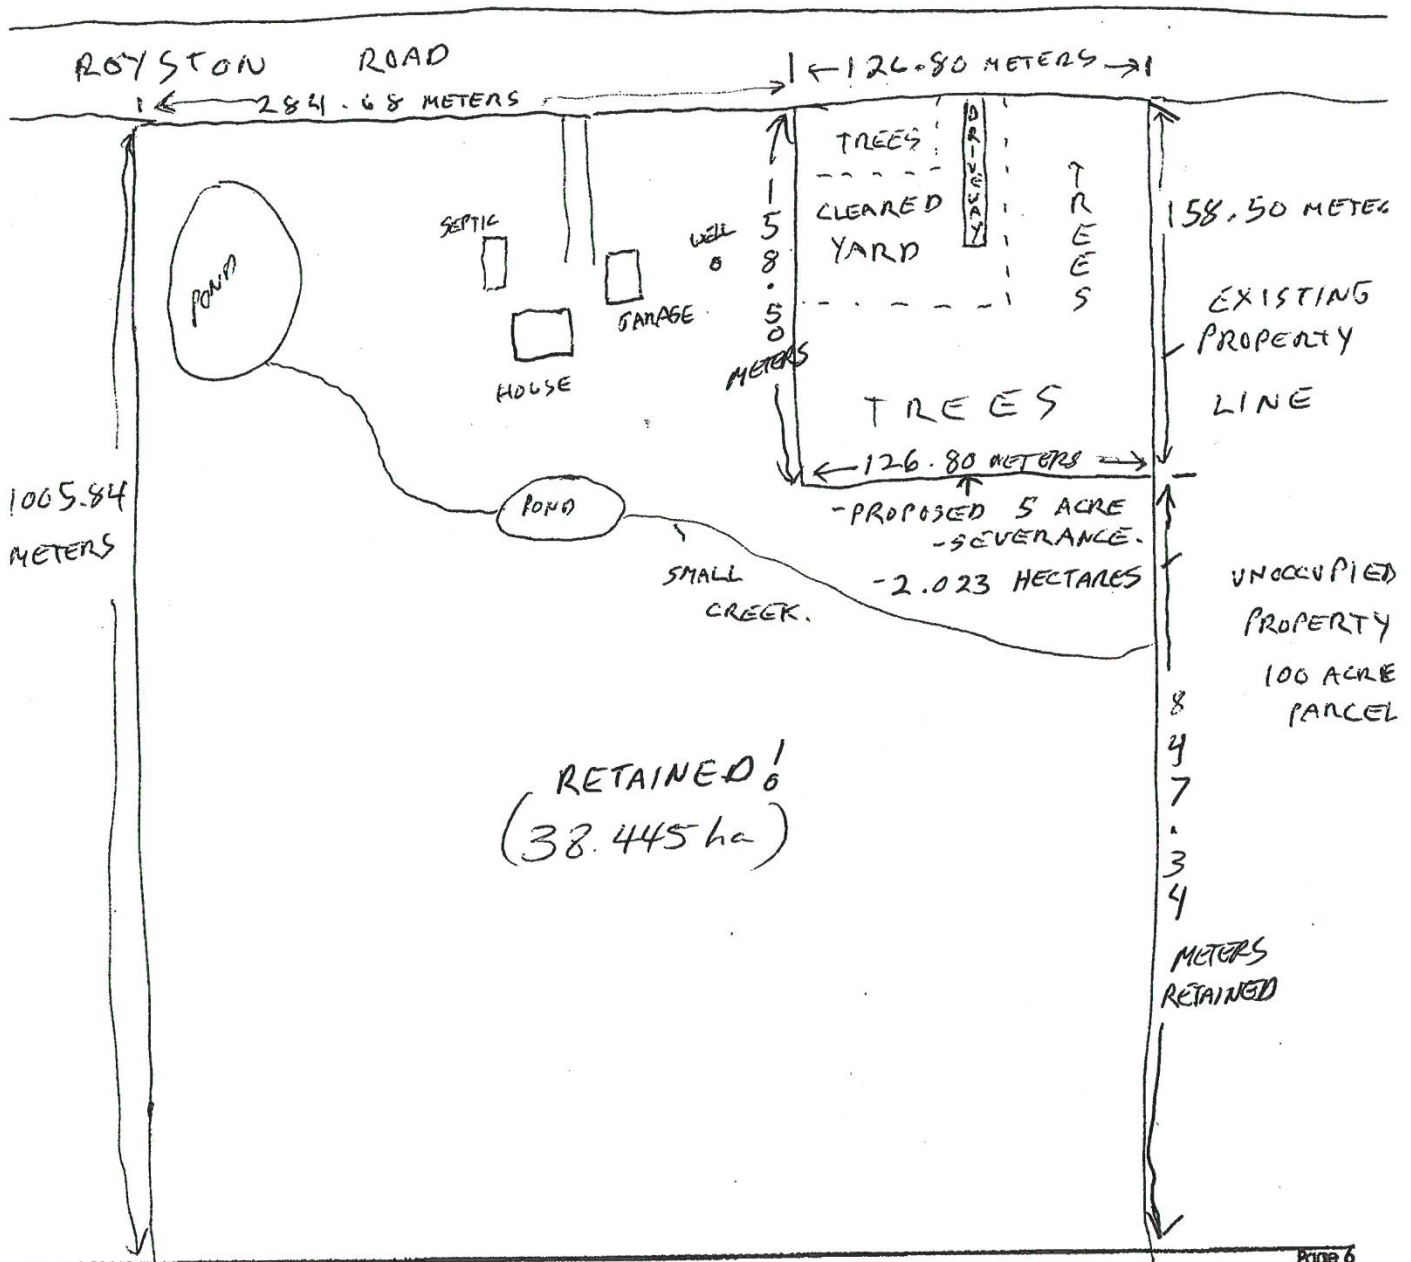 ROYSTON ROAD
126.80 METERS
284.68 METERS
TREES
DRIVEWAY
TREES
158.50 METERS
158.50 METE
CLEARED
YARD
SEPTIC
WELL
POND
GARAGE
HOUSE
EXISTING
PROPERTY
LINE
TREES
126.80 METERS
1005.84
METERS
POND
-PROPOSED 5 ACRE
-SEVERANCE.
-2.023 HECTARES
SMALL
CREEK.
UNOCCUPIED
PROPERTY
100 ACRE
PARCEL
847.34
METERS
RETAINED
RETAINED!
(38.445 ha)
Page 6